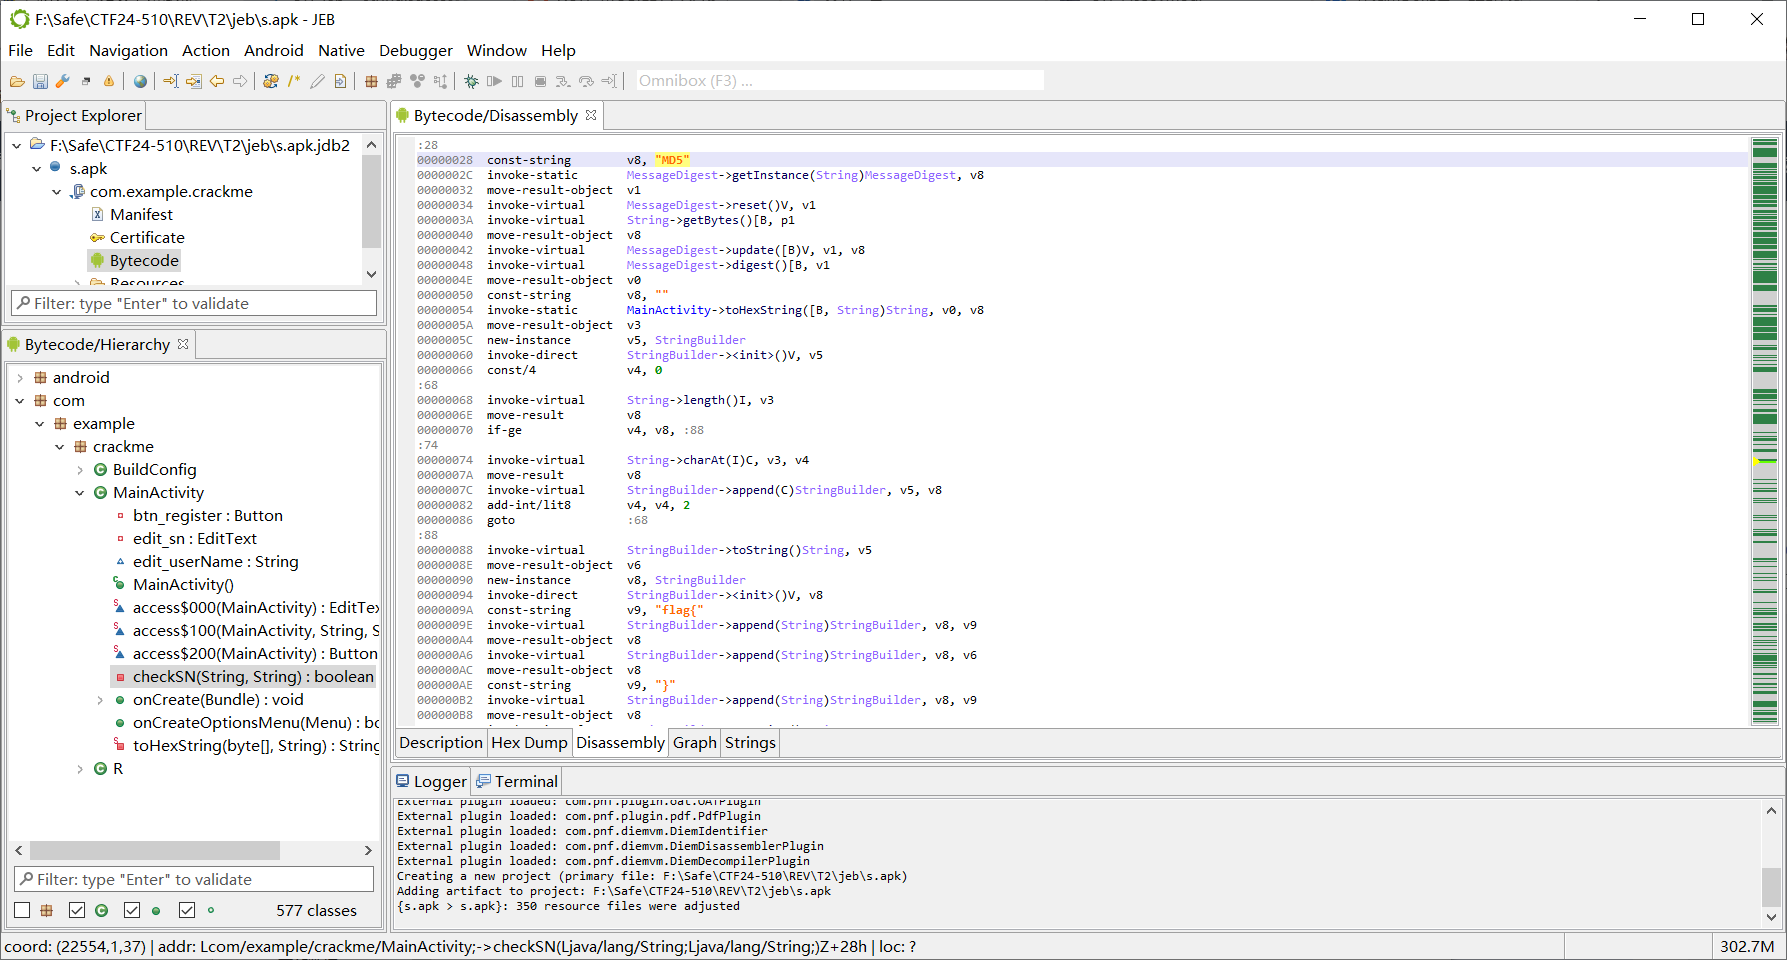 F:\Safe\CTF24-510\REV\T2\jeb\s.apk - JEB
File Edit Navigation Action Android Native Debugger Window Help
Omnibox (F3) ...
Project Explorer
F:\Safe\CTF24-510\REV\T2\jeb\s.apk.jdb2
s.apk
com.example.crackme
Manifest
Certificate
Bytecode
Resources
Filter: type "Enter" to validate
Bytecode/Hierarchy
android
com
example
crackme
BuildConfig
MainActivity
btn_register : Button
edit_sn : EditText
edit_userName : String
MainActivity()
access$000(MainActivity) : EditTex
access$100(MainActivity, String, S
access$200(MainActivity) : Button
checkSN(String, String) : boolean
onCreate(Bundle) : void
onCreateOptionsMenu(Menu) : bo
toHexString(byte[], String) : String
R
Filter: type "Enter" to validate
577 classes
Bytecode/Disassembly
:28
00000028 const-string v8, "MD5"
0000002C invoke-static MessageDigest->getInstance(String)MessageDigest, v8
00000032 move-result-object v1
00000034 invoke-virtual MessageDigest->reset()V, v1
0000003A invoke-virtual String->getBytes()[B, p1
00000040 move-result-object v8
00000042 invoke-virtual MessageDigest->update([B)V, v1, v8
00000048 invoke-virtual MessageDigest->digest()[B, v1
0000004E move-result-object v0
00000050 const-string v8, ""
00000054 invoke-static MainActivity->toHexString([B, String)String, v0, v8
0000005A move-result-object v3
0000005C new-instance v5, StringBuilder
00000060 invoke-direct StringBuilder-><init>()V, v5
00000066 const/4 v4, 0
:68
00000068 invoke-virtual String->length()I, v3
0000006E move-result v8
00000070 if-ge v4, v8, :88
:74
00000074 invoke-virtual String->charAt(I)C, v3, v4
0000007A move-result v8
0000007C invoke-virtual StringBuilder->append(C)StringBuilder, v5, v8
00000082 add-int/lit8 v4, v4, 2
00000086 goto :68
:88
00000088 invoke-virtual StringBuilder->toString()String, v5
0000008E move-result-object v6
00000090 new-instance v8, StringBuilder
00000094 invoke-direct StringBuilder-><init>()V, v8
0000009A const-string v9, "flag{"
0000009E invoke-virtual StringBuilder->append(String)StringBuilder, v8, v9
000000A4 move-result-object v8
000000A6 invoke-virtual StringBuilder->append(String)StringBuilder, v8, v6
000000AC move-result-object v8
000000AE const-string v9, "}"
000000B2 invoke-virtual StringBuilder->append(String)StringBuilder, v8, v9
000000B8 move-result-object v8
Description Hex Dump Disassembly Graph Strings
Logger Terminal
External plugin loaded: com.pnf.plugin.oat.OATPlugin
External plugin loaded: com.pnf.plugin.pdf.PdfPlugin
External plugin loaded: com.pnf.diemvm.DiemIdentifier
External plugin loaded: com.pnf.diemvm.DiemDisassemblerPlugin
External plugin loaded: com.pnf.diemvm.DiemDecompilerPlugin
Creating a new project (primary file: F:\Safe\CTF24-510\REV\T2\jeb\s.apk)
Adding artifact to project: F:\Safe\CTF24-510\REV\T2\jeb\s.apk
{s.apk > s.apk}: 350 resource files were adjusted
coord: (22554,1,37) | addr: Lcom/example/crackme/MainActivity;->checkSN(Ljava/lang/String;Ljava/lang/String;)Z+28h | loc: ?
302.7M